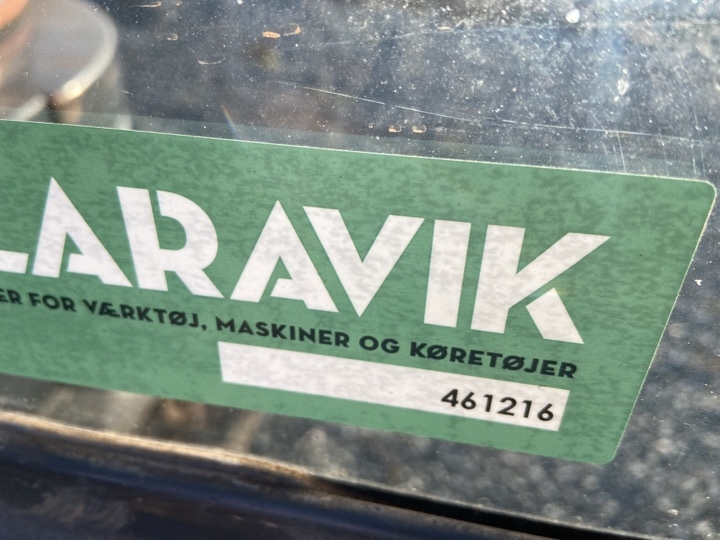 LARAVIK
ER FOR VÆRKTØJ, MASKINER OG KØRETØJER
461216